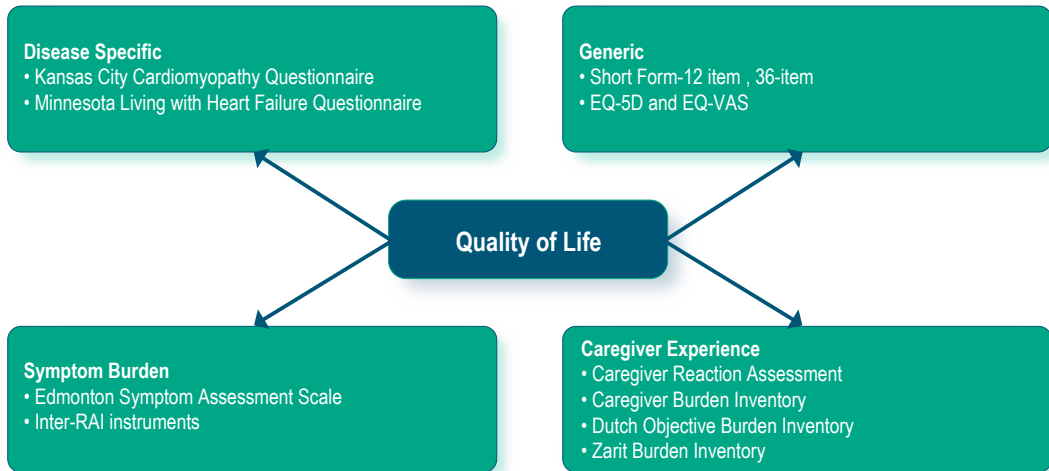 Disease Specific
• Kansas City Cardiomyopathy Questionnaire
• Minnesota Living with Heart Failure Questionnaire
Generic
• Short Form-12 item , 36-item
• EQ-5D and EQ-VAS
Quality of Life
Symptom Burden
• Edmonton Symptom Assessment Scale
• Inter-RAI instruments
Caregiver Experience
• Caregiver Reaction Assessment
• Caregiver Burden Inventory
• Dutch Objective Burden Inventory
• Zarit Burden Inventory